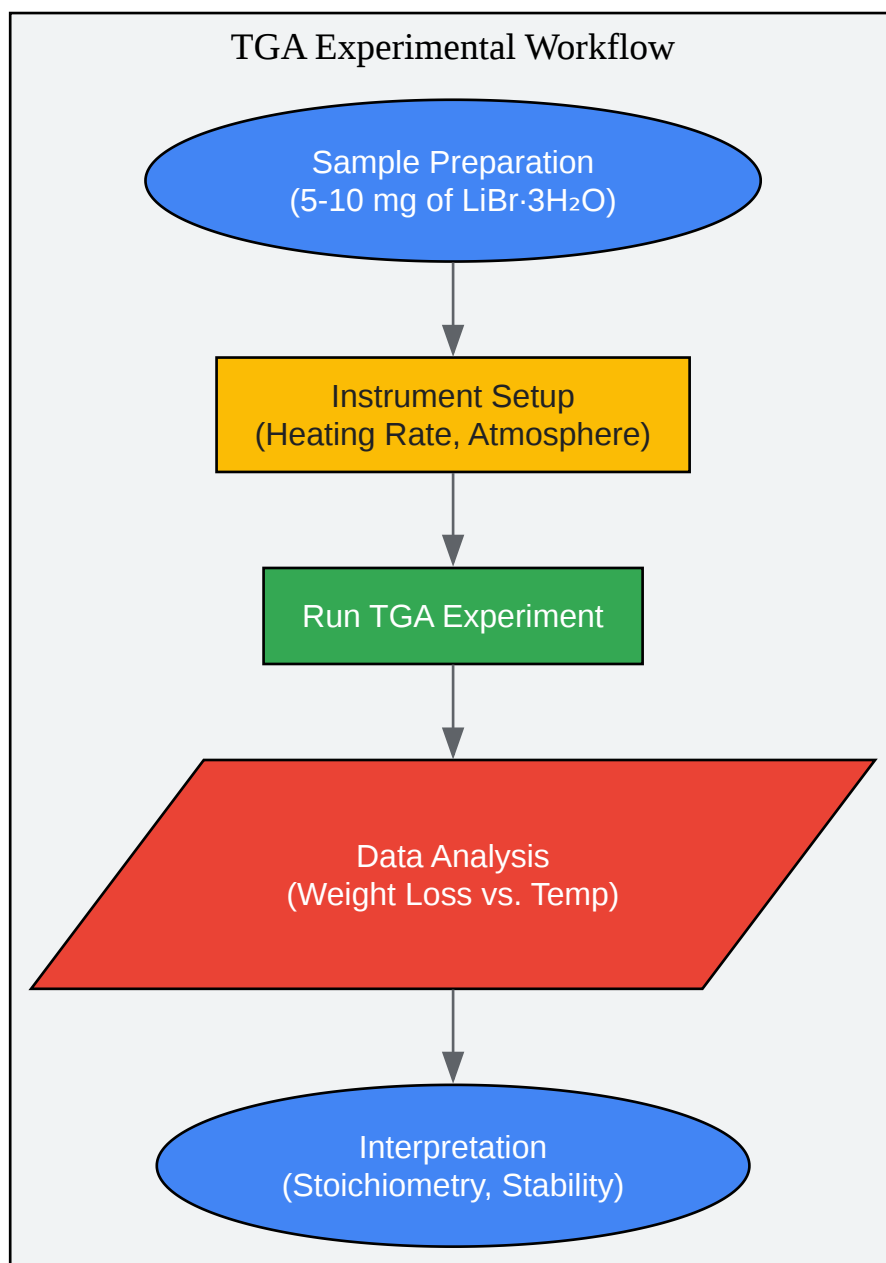 TGA Experimental Workflow
Sample Preparation
(5-10 mg of LiBr·3H₂O)
Instrument Setup
(Heating Rate, Atmosphere)
Run TGA Experiment
Data Analysis
(Weight Loss vs. Temp)
Interpretation
(Stoichiometry, Stability)